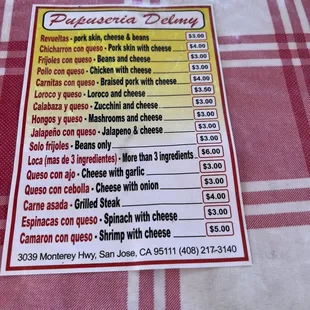 Pupuseria Delmy
Revueltas - pork skin, cheese & beans $3.00
Chicharron con queso - Pork skin with cheese $4.00
Frijoles con queso - Beans and cheese $3.00
Pollo con queso - Chicken with cheese $3.00
Carnitas con queso - Braised pork with cheese $4.00
Loroco y queso - Loroco and cheese $3.50
Calabaza y queso - Zucchini and cheese $3.00
Hongos y queso - Mashrooms and cheese $3.00
Jalapeño con queso - Jalapeno & cheese $3.00
Solo frijoles - Beans only $3.00
Loca (mas de 3 ingredientes) - More than 3 ingredients $6.00
Queso con ajo - Cheese with garlic $3.00
Queso con cebolla - Cheese with onion $3.00
Carne asada - Grilled Steak $4.00
Espinacas con queso - Spinach with cheese $3.00
Camaron con queso - Shrimp with cheese $5.00
3039 Monterey Hwy, San Jose, CA 95111 (408) 217-3140